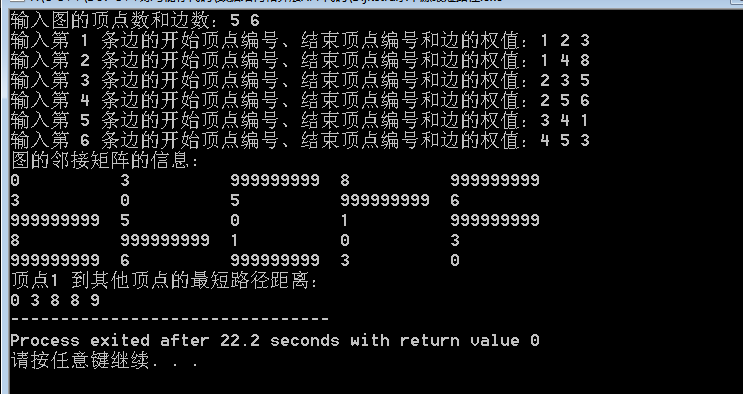 输入图的顶点数和边数：5 6
输入第 1 条边的开始顶点编号、结束顶点编号和边的权值：1 2 3
输入第 2 条边的开始顶点编号、结束顶点编号和边的权值：1 4 8
输入第 3 条边的开始顶点编号、结束顶点编号和边的权值：2 3 5
输入第 4 条边的开始顶点编号、结束顶点编号和边的权值：2 5 6
输入第 5 条边的开始顶点编号、结束顶点编号和边的权值：3 4 1
输入第 6 条边的开始顶点编号、结束顶点编号和边的权值：4 5 3
图的邻接矩阵的信息：
0 3 999999999 8 999999999
3 0 5 999999999 6
999999999 5 0 1 999999999
8 999999999 1 0 3
999999999 6 999999999 3 0
顶点1 到其他顶点的最短路径距离：
0 3 8 8 9
--------------------------------
Process exited after 22.2 seconds with return value 0
请按任意键继续. . .